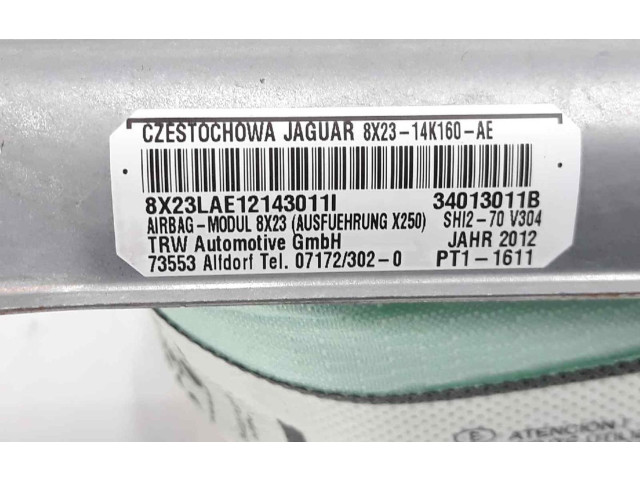 CZESTOCHOWA JAGUAR 8X23-14K160-AE
8X23LAE12143011I 34013011B
AIRBAG-MODUL 8X23 (AUSFUEHRUNG X250) SHI2-70 V304
TRW Automotive GmbH JAHR 2012
73553 Alfdorf Tel. 07172/302-0 PT1-1611
ATENCION